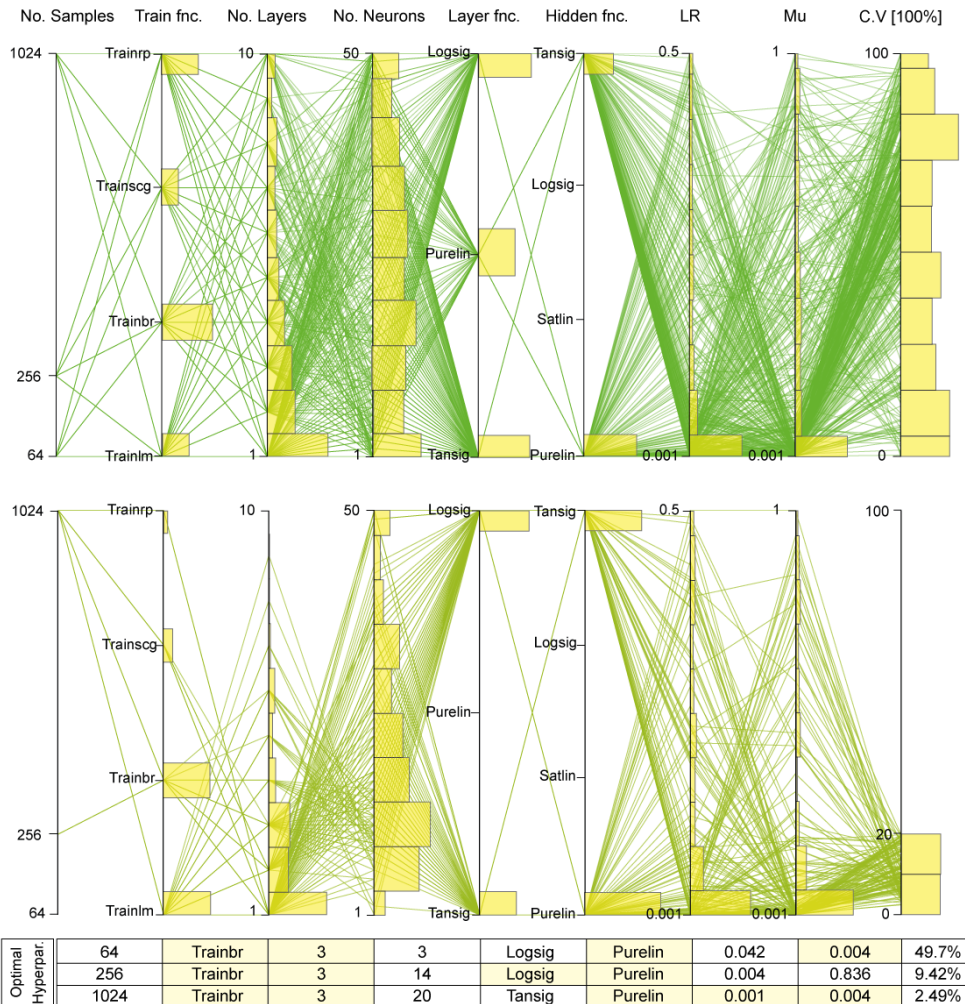 No. Samples Train fnc. No. Layers No. Neurons Layer fnc. Hidden fnc. LR Mu C.V [100%]
1024 Trainrp 10 50 Logsig Tansig 0.5 1 100
Trainscg Logsig
Purelin
Trainbr Satlin
256
64 Trainlm 1 1 Tansig Purelin 0.001 0.001 0
1024 Trainrp 10 50 Logsig Tansig 0.5 1 100
Trainscg Logsig
Purelin
Trainbr Satlin
256 20
64 Trainlm 1 1 Tansig Purelin 0.001 0.001 0
Optimal
Hyperpar.
64 Trainbr 3 3 Logsig Purelin 0.042 0.004 49.7%
256 Trainbr 3 14 Logsig Purelin 0.004 0.836 9.42%
1024 Trainbr 3 20 Tansig Purelin 0.001 0.004 2.49%